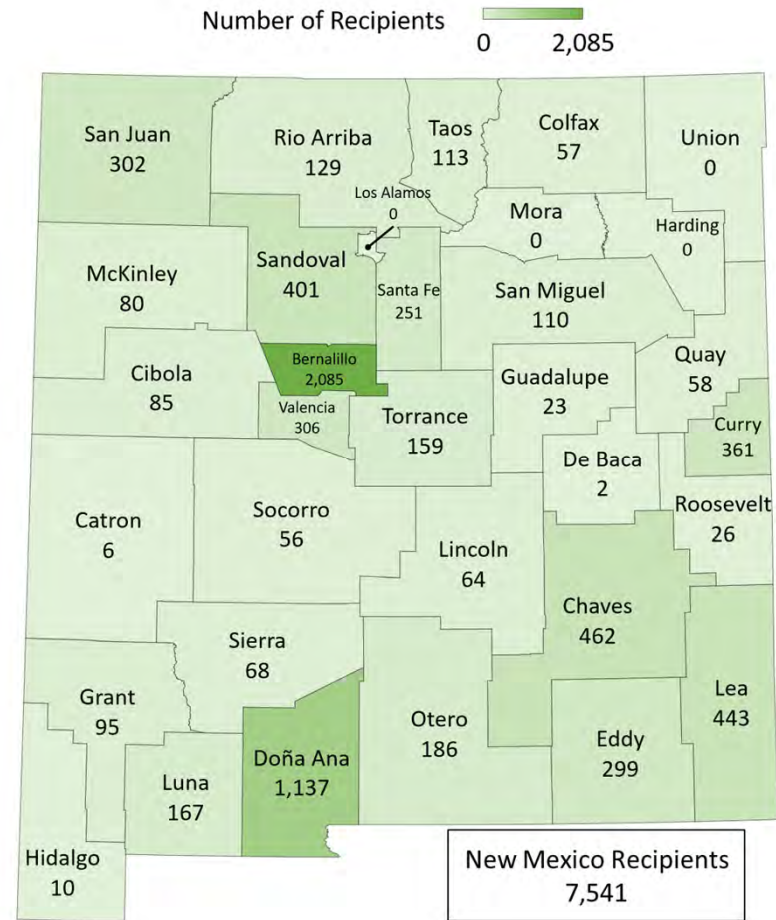 Number of Recipients
0 2,085
San Juan
302
Rio Arriba
129
Taos
113
Colfax
57
Union
0
Los Alamos
0
Mora
0
Harding
0
McKinley
80
Sandoval
401
Santa Fe
251
San Miguel
110
Cibola
85
Bernalillo
2,085
Valencia
306
Torrance
159
Guadalupe
23
Quay
58
Curry
361
De Baca
2
Roosevelt
26
Catron
6
Socorro
56
Lincoln
64
Chaves
462
Sierra
68
Grant
95
Lea
443
Otero
186
Eddy
299
Doña Ana
1,137
Luna
167
Hidalgo
10
New Mexico Recipients
7,541